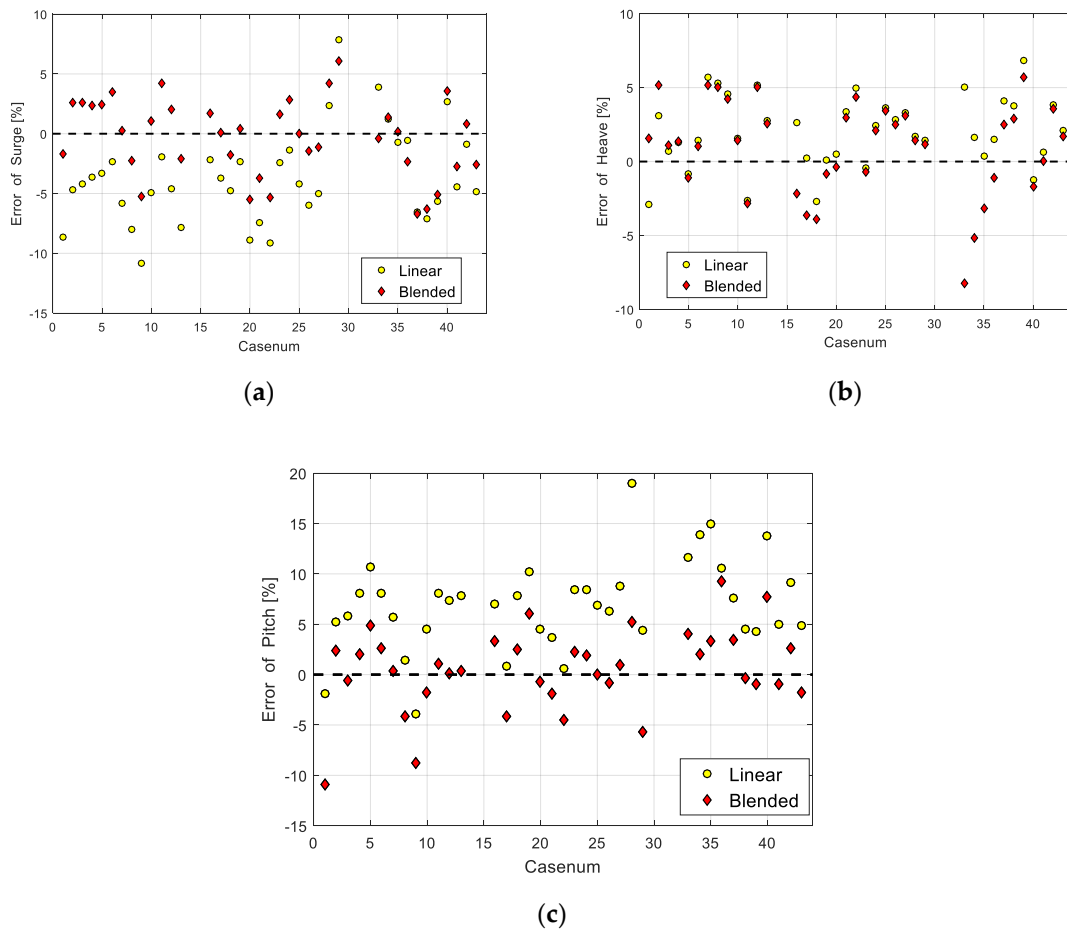 10
5
0
-5
-10
-15
Error of Surge [%]
0 5 10 15 20 25 30 35 40
Casenum
Linear
Blended
(a)
10
5
0
-5
-10
Error of Heave [%]
0 5 10 15 20 25 30 35 40
Casenum
Linear
Blended
(b)
20
15
10
5
0
-5
-10
-15
Error of Pitch [%]
0 5 10 15 20 25 30 35 40
Casenum
Linear
Blended
(c)